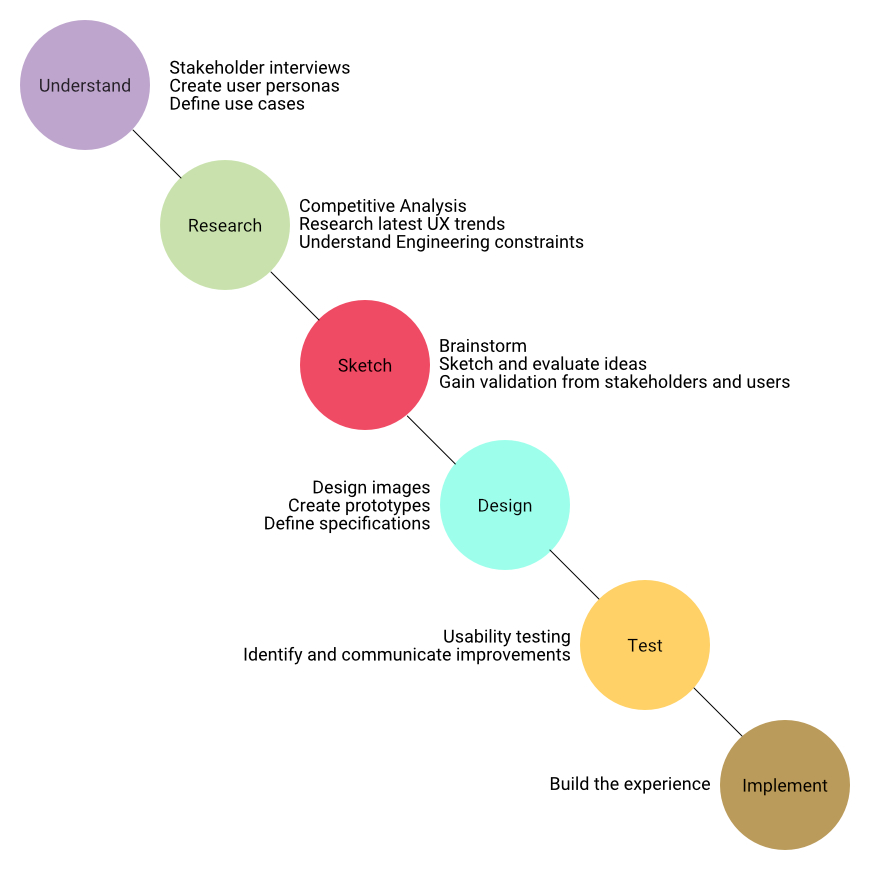 Understand
Stakeholder interviews
Create user personas
Define use cases
Research
Competitive Analysis
Research latest UX trends
Understand Engineering constraints
Sketch
Brainstorm
Sketch and evaluate ideas
Gain validation from stakeholders and users
Design images
Create prototypes
Define specifications
Design
Usability testing
Identify and communicate improvements
Test
Build the experience
Implement